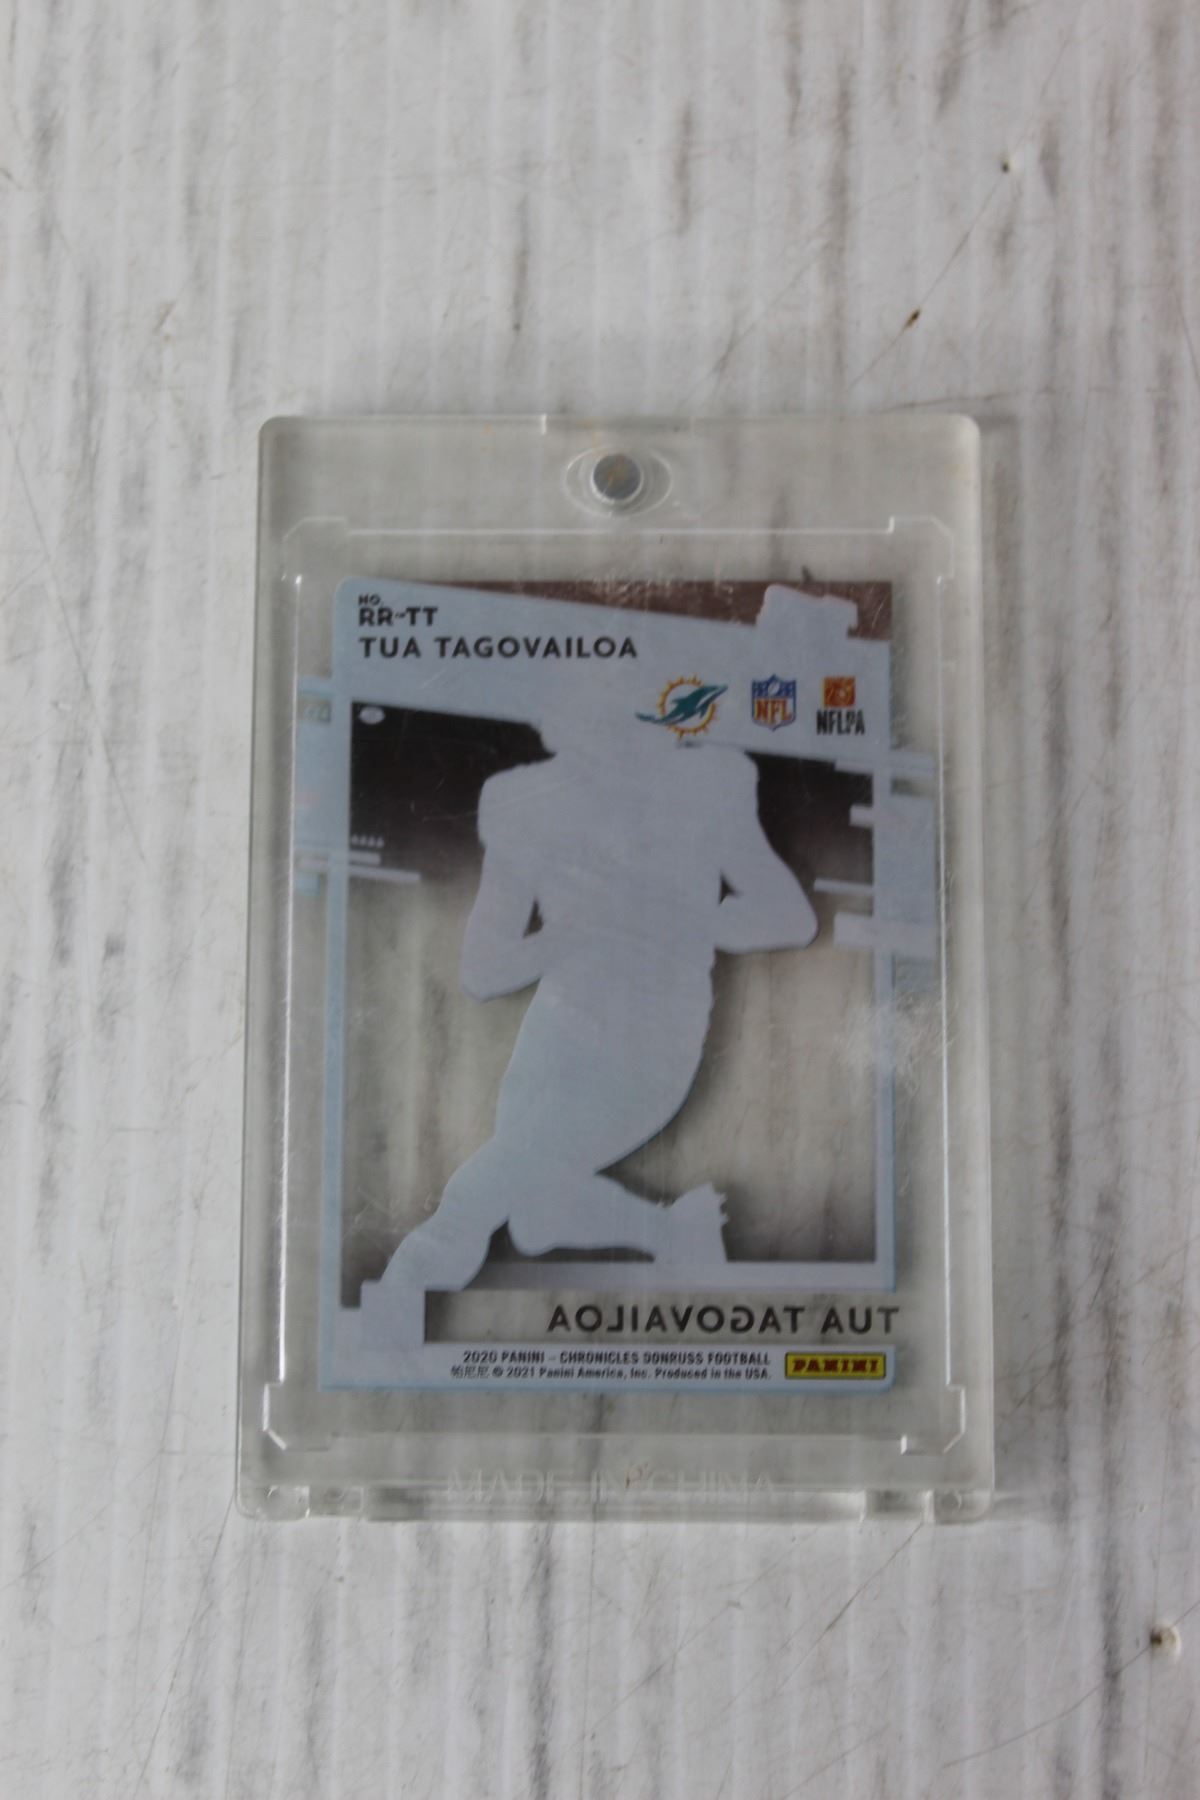 NO.
RR-TT
TUA TAGOVAILOA
NFL
NFLPA
TUA TAGOVAILOA
2020 PANINI – CHRONICLES DONRUSS FOOTBALL
帕尼尼 © 2021 Panini America, Inc. Produced in the USA.
PANINI
MADE IN CHINA